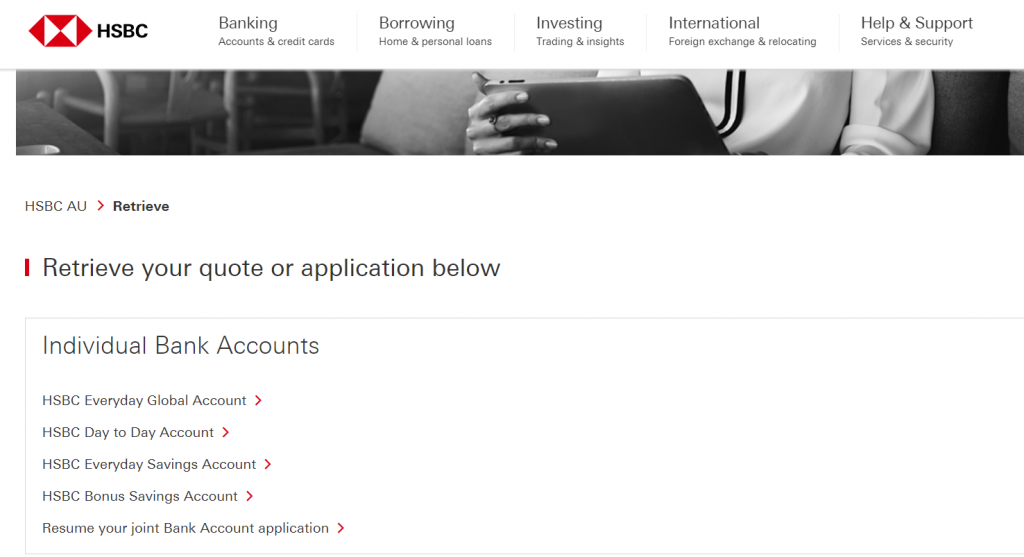 HSBC
Banking
Accounts & credit cards
Borrowing
Home & personal loans
Investing
Trading & insights
International
Foreign exchange & relocating
Help & Support
Services & security
HSBC AU Retrieve
Retrieve your quote or application below
Individual Bank Accounts
HSBC Everyday Global Account
HSBC Day to Day Account
HSBC Everyday Savings Account
HSBC Bonus Savings Account
Resume your joint Bank Account application